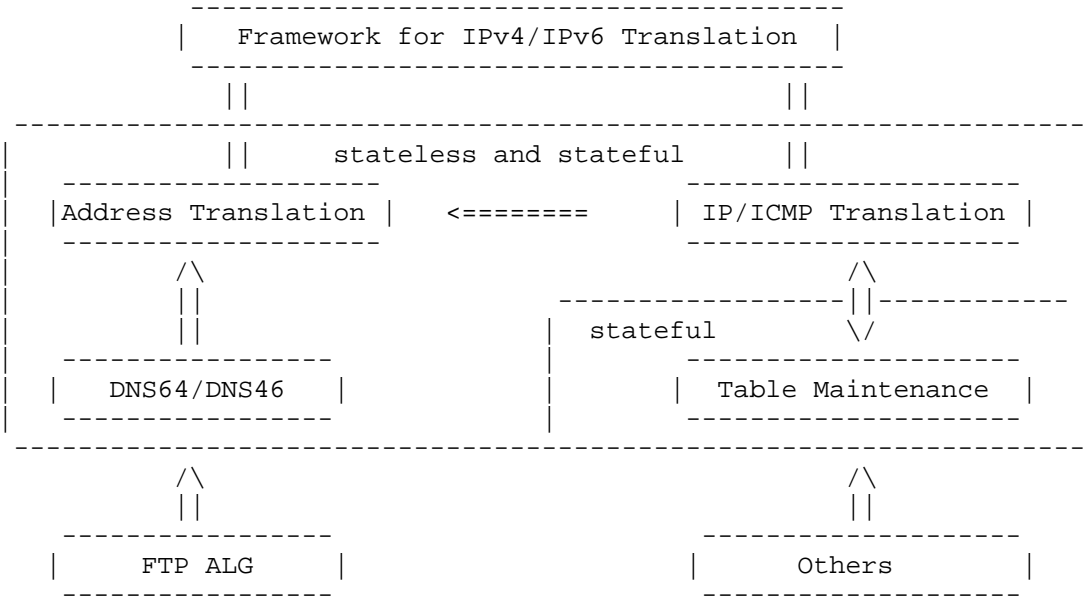 Framework for IPv4/IPv6 Translation
stateless and stateful
Address Translation <======== IP/ICMP Translation
stateful
DNS64/DNS46 Table Maintenance
FTP ALG Others